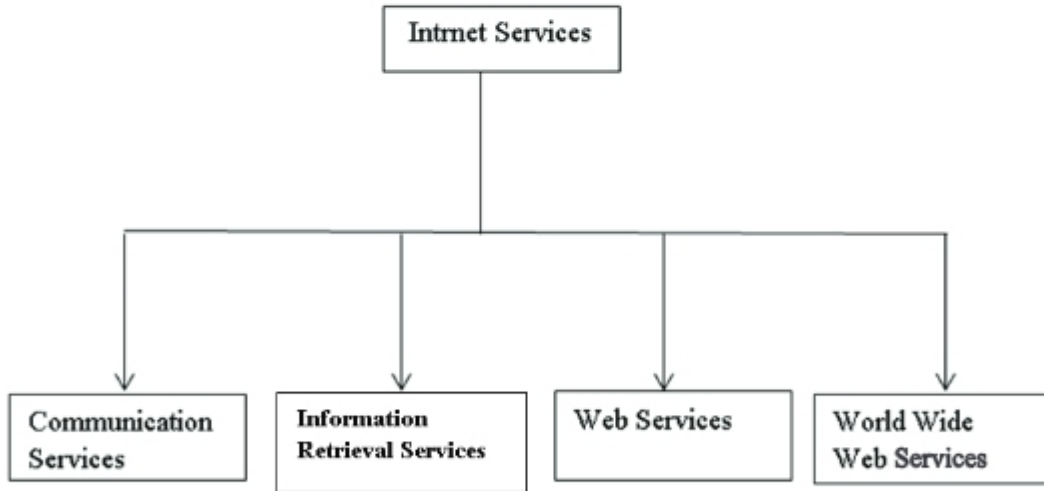 Intrnet Services
Communication
Services
Information
Retrieval Services
Web Services
World Wide
Web Services